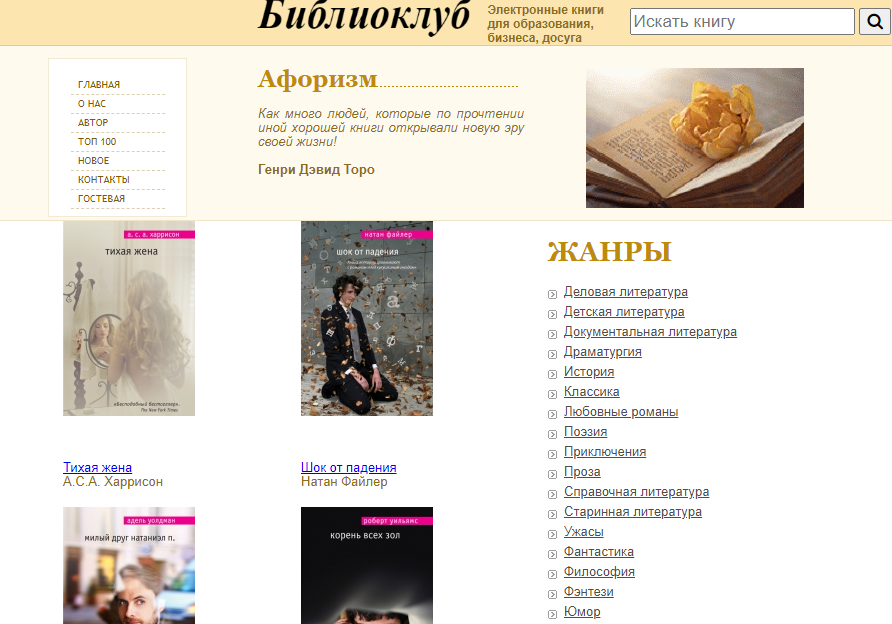 Библиоклуб
Электронные книги
для образования,
бизнеса, досуга
Искать книгу
ГЛАВНАЯ
О НАС
АВТОР
ТОП 100
НОВОЕ
КОНТАКТЫ
ГОСТЕВАЯ
Афоризм
Как много людей, которые по прочтении
иной хорошей книги открывали новую эру
своей жизни!
Генри Дэвид Торо
а. с. а. харрисон
тихая жена
«Бесподобный бестселлер».
The New York Times
натан файлер
шок от падения
Тихая жена
А.С.А. Харрисон
Шок от падения
Натан Файлер
адель уолдман
милый друг натаниэл п.
роберт уильямс
корень всех зол
ЖАНРЫ
Деловая литература
Детская литература
Документальная литература
Драматургия
История
Классика
Любовные романы
Поэзия
Приключения
Проза
Справочная литература
Старинная литература
Ужасы
Фантастика
Философия
Фэнтези
Юмор